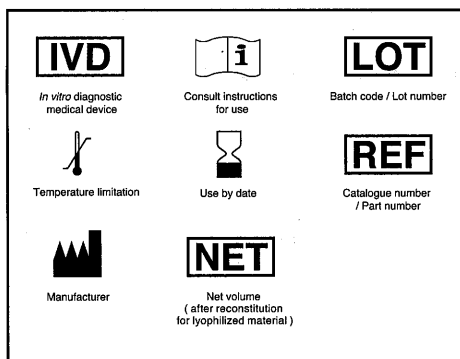 IVD
In vitro diagnostic
medical device
i
Consult instructions
for use
LOT
Batch code / Lot number
Temperature limitation
Use by date
REF
Catalogue number
/ Part number
Manufacturer
NET
Net volume
( after reconstitution
for lyophilized material )